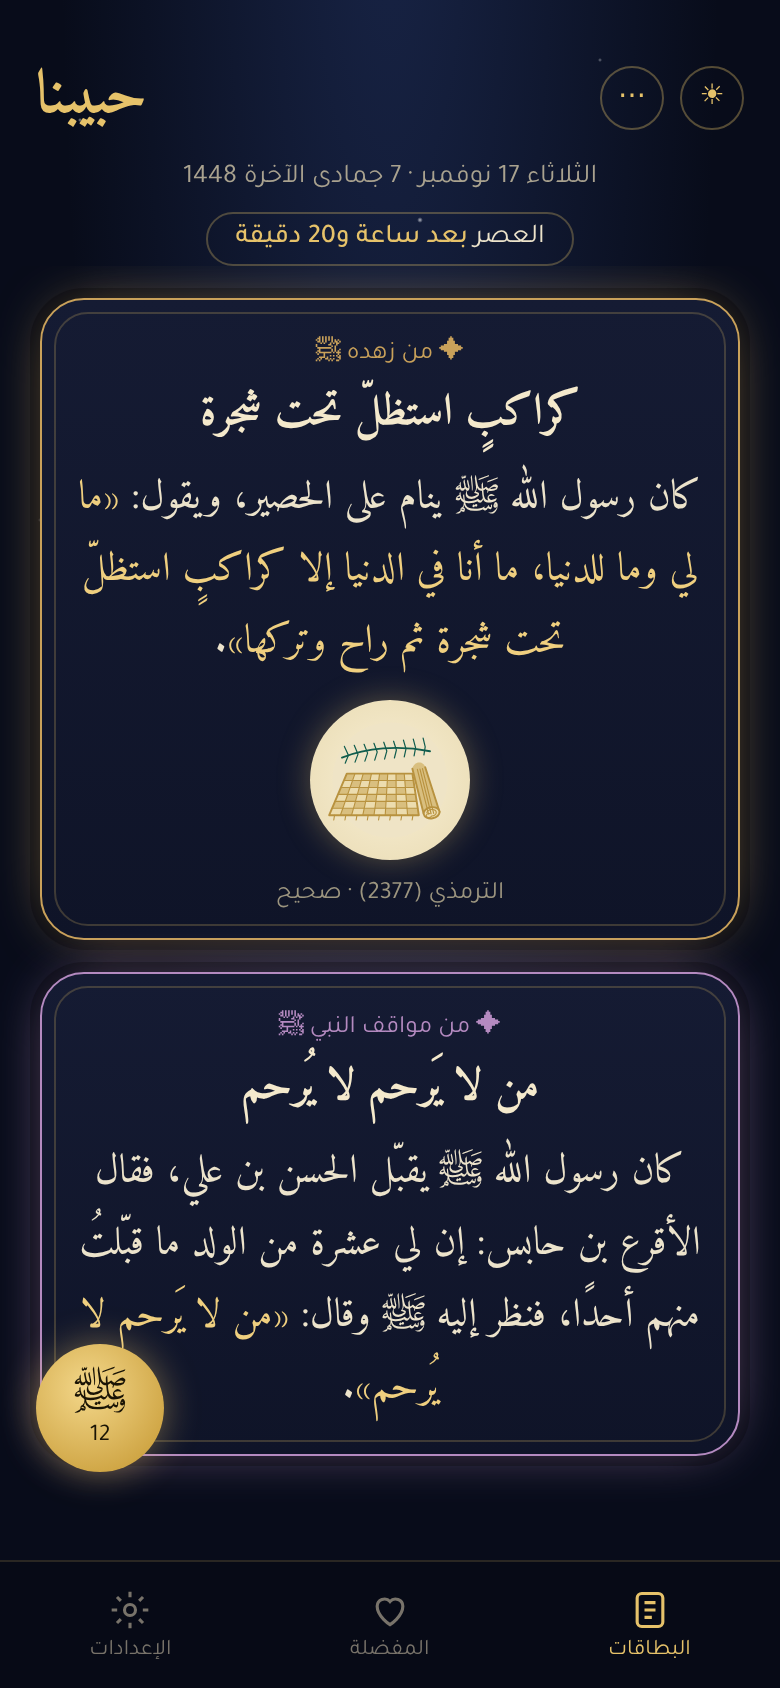 حبيبنا
الثلاثاء 17 نوفمبر · 7 جمادى الآخرة 1448
العصر بعد ساعة و20 دقيقة
من زهده ﷺ
كراكبٍ استظلّ تحت شجرة
كان رسول الله ﷺ ينام على الحصير، ويقول: «ما
لي وما للدنيا، ما أنا في الدنيا إلا كراكبٍ استظلّ
تحت شجرة ثم راح وتركها».
الترمذي (2377) · صحيح
من مواقف النبي ﷺ
من لا يَرحم لا يُرحم
كان رسول الله ﷺ يقبّل الحسن بن علي، فقال
الأقرع بن حابس: إن لي عشرة من الولد ما قبّلتُ
منهم أحدًا، فنظر إليه ﷺ وقال: «من لا يَرحم لا
يُرحم».
ﷺ
12
البطاقات
المفضلة
الإعدادات